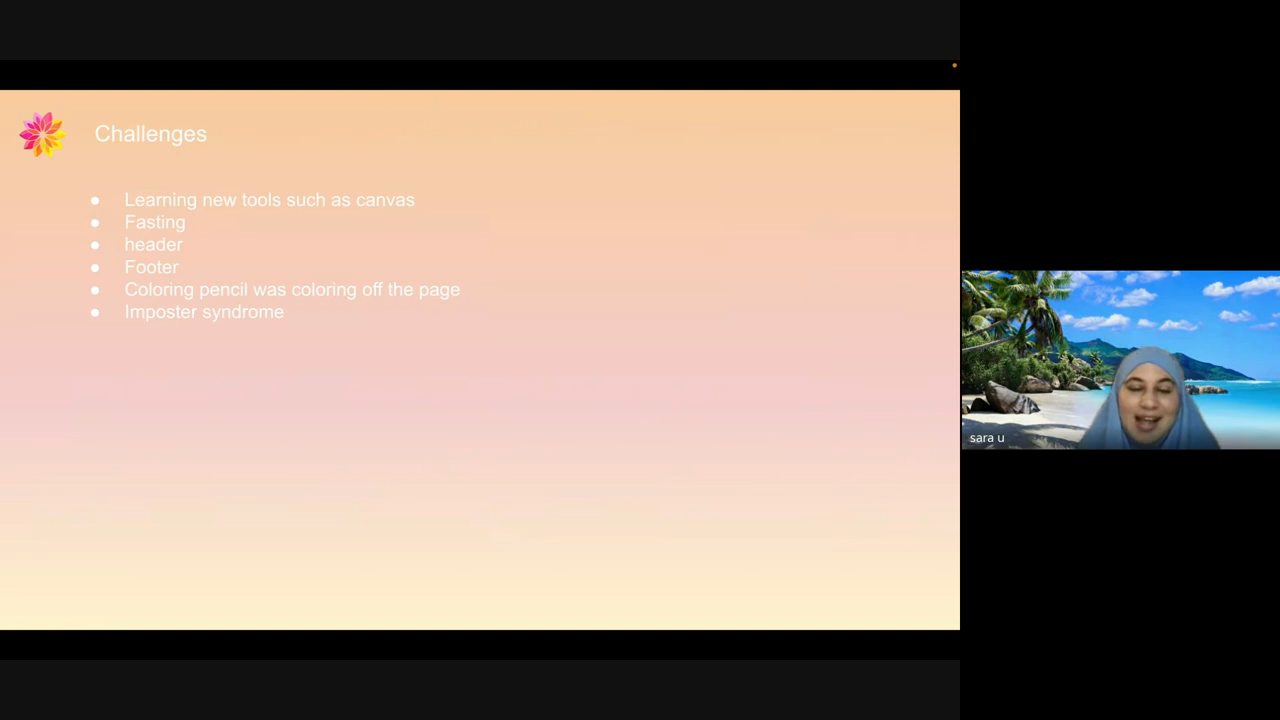 Challenges
● Learning new tools such as canvas
● Fasting
● header
● Footer
● Coloring pencil was coloring off the page
● Imposter syndrome
sara u